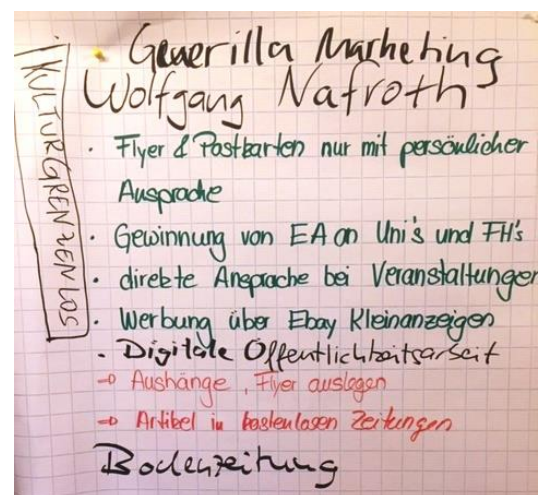 KULTURGRENZENLOS
· Guerilla Marketing
Wolfgang Nafroth
· Flyer & Postkarten nur mit persönlicher
Ansprache
· Gewinnung von EA an Uni's und FH's
· direkte Ansprache bei Veranstaltungen
· Werbung über Ebay Kleinanzeigen
· Digitale Öffentlichkeitsarbeit
→ Aushänge, Flyer auslegen
→ Artikel in kostenlosen Zeitungen
Bodenzeitung